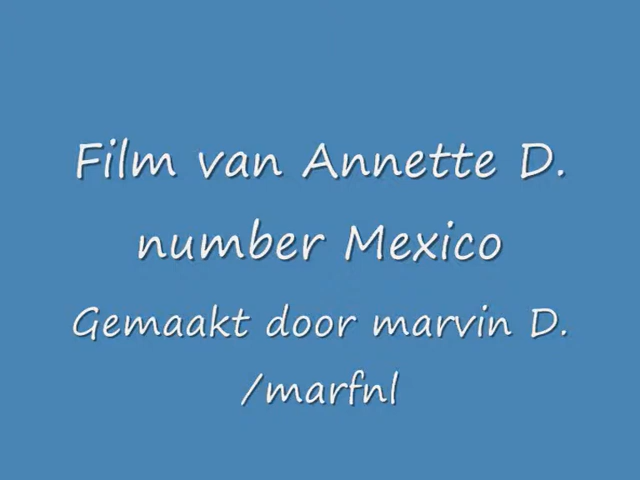 Film van Annette D.
number Mexico
Gemaakt door marvin D.
/marfnl